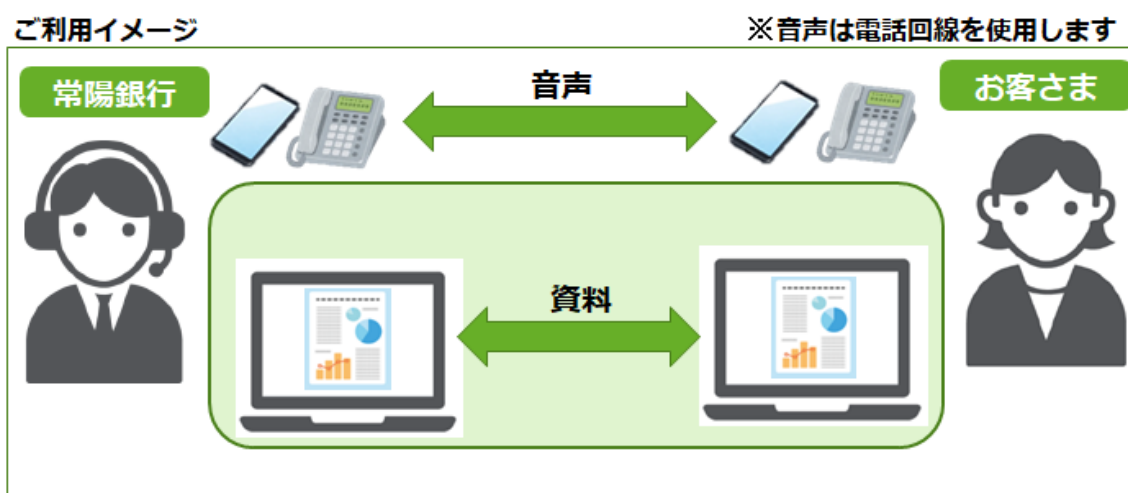 ご利用イメージ
※音声は電話回線を使用します
常陽銀行
音声
お客さま
資料